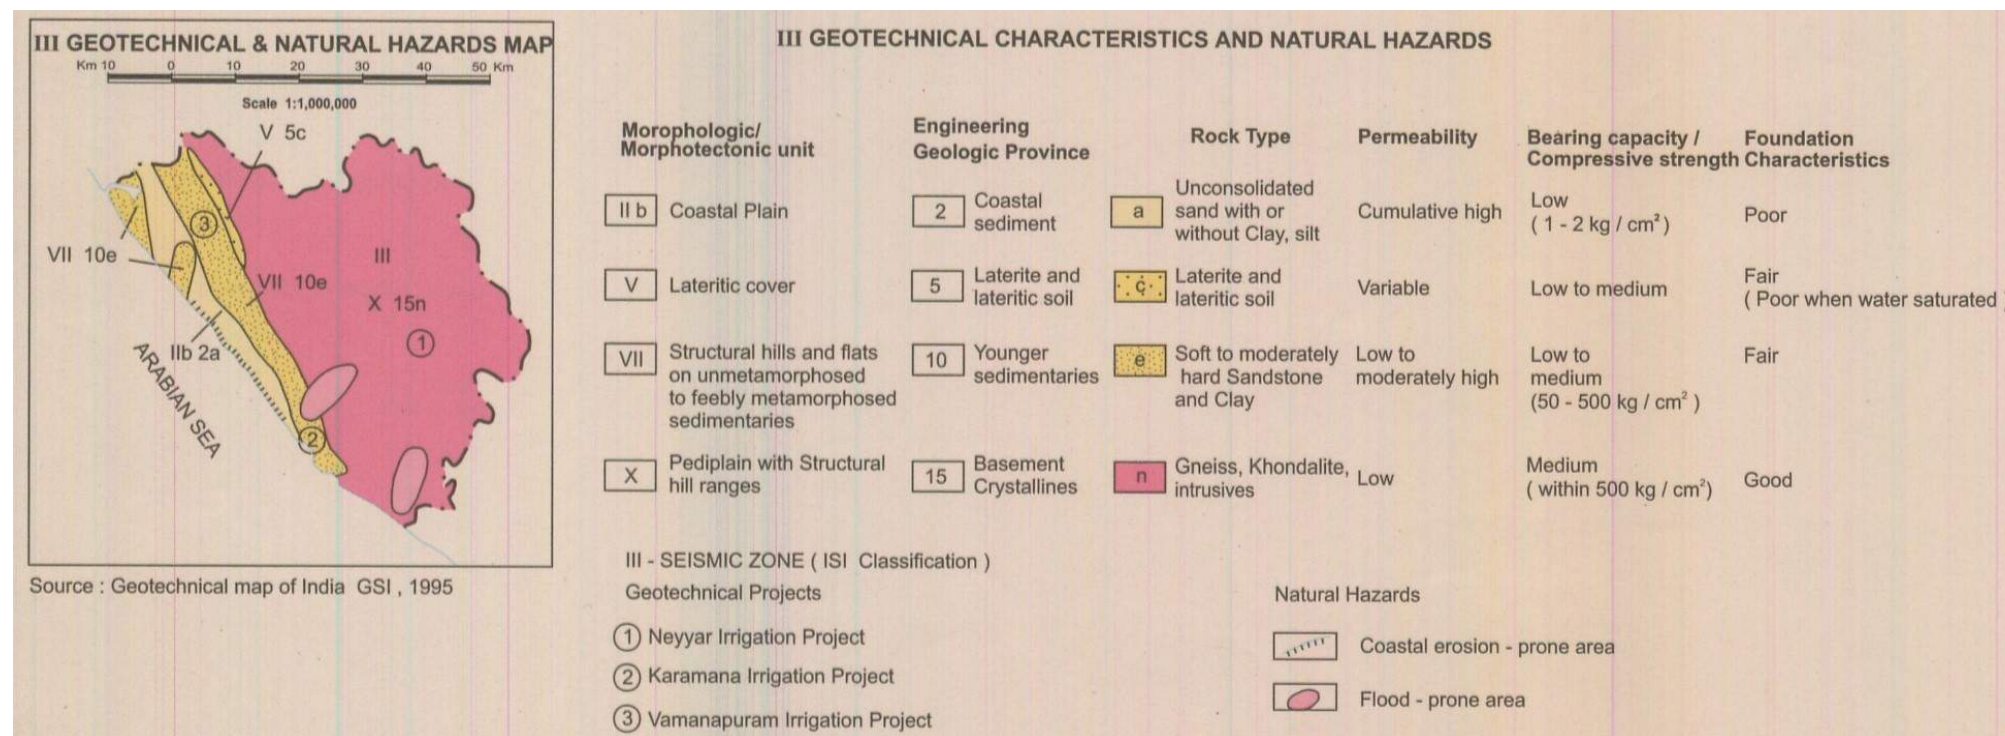 III GEOTECHNICAL & NATURAL HAZARDS MAP
Km 10 0 10 20 30 40 50 Km
Scale 1:1,000,000
V 5c
3
VII 10e
III
VII 10e
X 15n
1
IIb 2a
ARABIAN SEA
2
Source : Geotechnical map of India GSI , 1995
III GEOTECHNICAL CHARACTERISTICS AND NATURAL HAZARDS
Morophologic/
Morphotectonic unit
Engineering
Geologic Province
Rock Type
Permeability
Bearing capacity /
Compressive strength
Foundation
Characteristics
II b
Coastal Plain
2
Coastal
sediment
a
Unconsolidated
sand with or
without Clay, silt
Cumulative high
Low
( 1 - 2 kg / cm² )
Poor
V
Lateritic cover
5
Laterite and
lateritic soil
c
Laterite and
lateritic soil
Variable
Low to medium
Fair
( Poor when water saturated
VII
Structural hills and flats
on unmetamorphosed
to feebly metamorphosed
sedimentaries
10
Younger
sedimentaries
e
Soft to moderately
hard Sandstone
and Clay
Low to
moderately high
Low to
medium
(50 - 500 kg / cm² )
Fair
X
Pediplain with Structural
hill ranges
15
Basement
Crystallines
n
Gneiss, Khondalite,
intrusives
Low
Medium
( within 500 kg / cm²)
Good
III - SEISMIC ZONE ( ISI Classification )
Geotechnical Projects
1 Neyyar Irrigation Project
2 Karamana Irrigation Project
3 Vamanapuram Irrigation Project
Natural Hazards
Coastal erosion - prone area
Flood - prone area